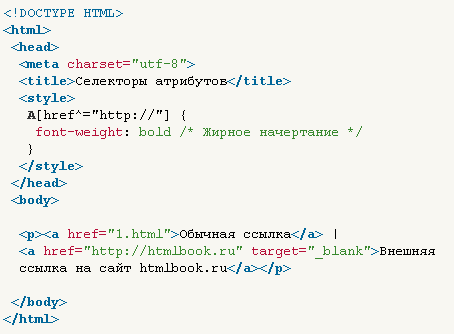 <!DOCTYPE HTML>
<html>
 <head>
  <meta charset="utf-8">
  <title>Селекторы атрибутов</title>
  <style>
   A[href^="http://"] {
    font-weight: bold /* Жирное начертание */
   }
  </style>
 </head>
 <body>

  <p><a href="1.html">Обычная ссылка</a> |
  <a href="http://htmlbook.ru" target="_blank">Внешняя
  ссылка на сайт htmlbook.ru</a></p>

 </body>
</html>